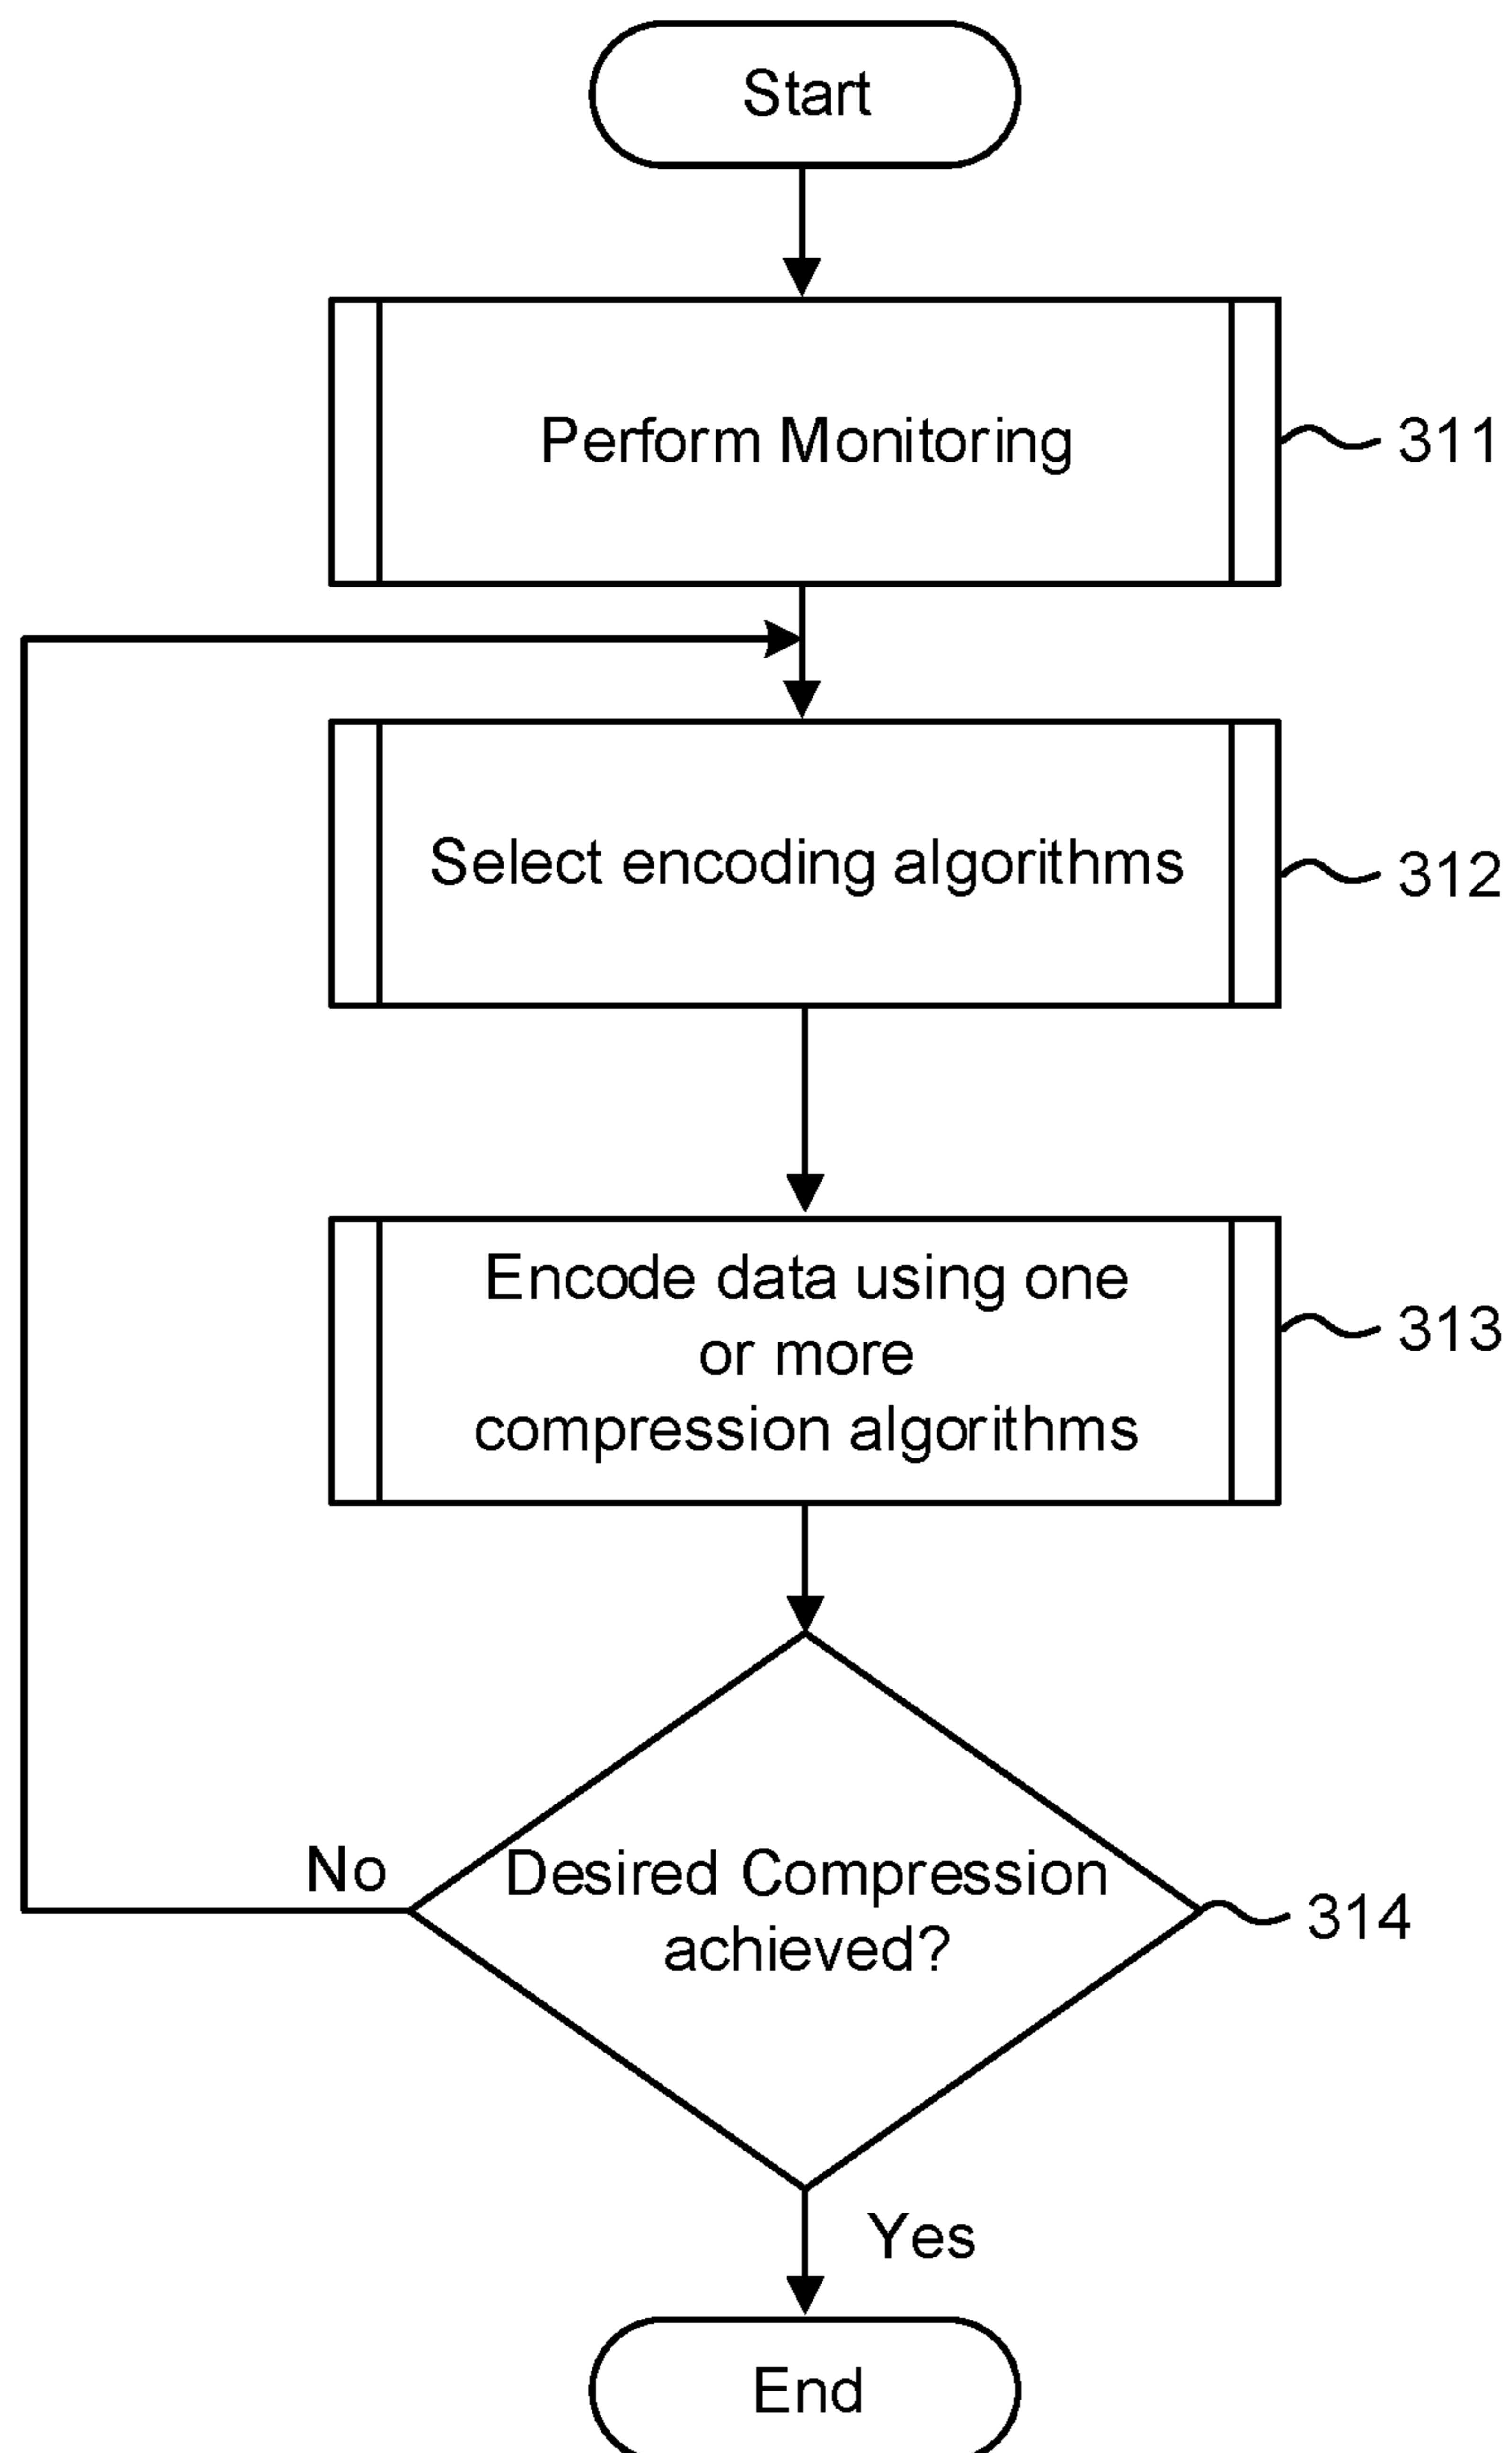 Start
Perform Monitoring
311
Select encoding algorithms
312
Encode data using one
or more
compression algorithms
313
No
Desired Compression
achieved?
314
Yes
End